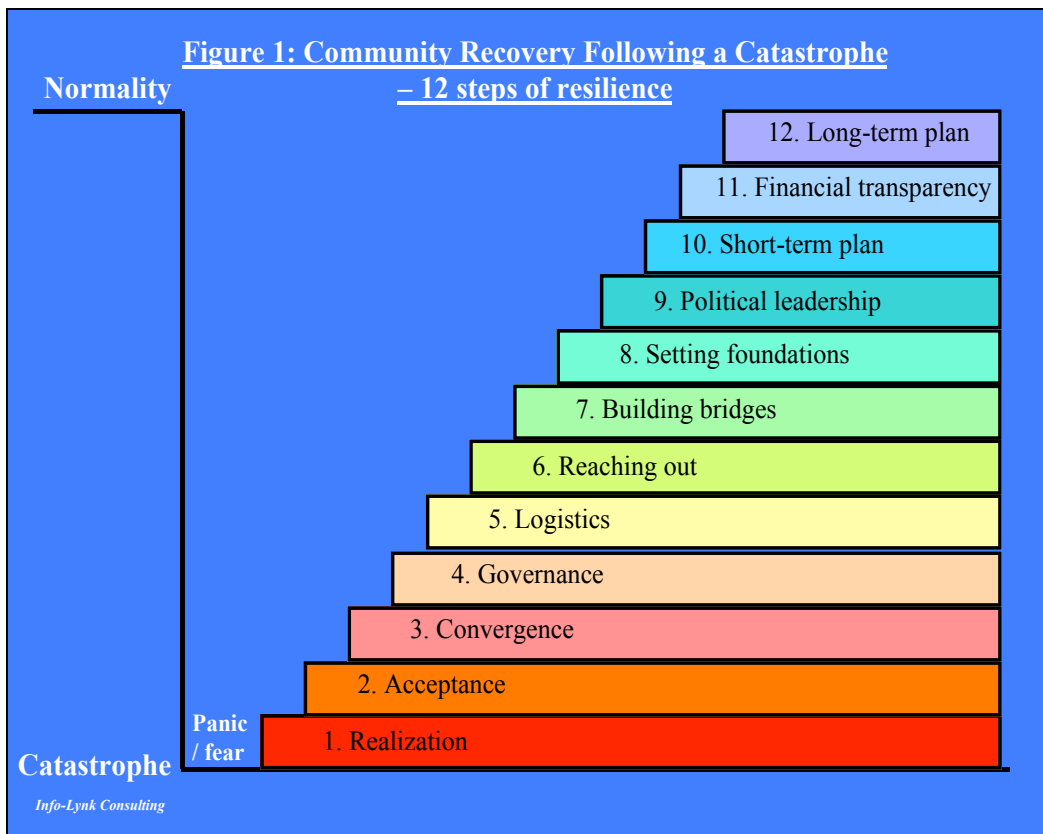 Figure 1: Community Recovery Following a Catastrophe
– 12 steps of resilience
Normality
12. Long-term plan
11. Financial transparency
10. Short-term plan
9. Political leadership
8. Setting foundations
7. Building bridges
6. Reaching out
5. Logistics
4. Governance
3. Convergence
2. Acceptance
Panic
/ fear
1. Realization
Catastrophe
Info-Lynk Consulting